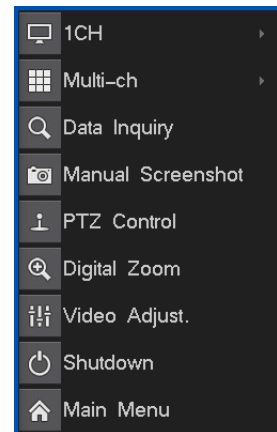 1CH
Multi-ch
Data Inquiry
Manual Screenshot
PTZ Control
Digital Zoom
Video Adjust.
Shutdown
Main Menu